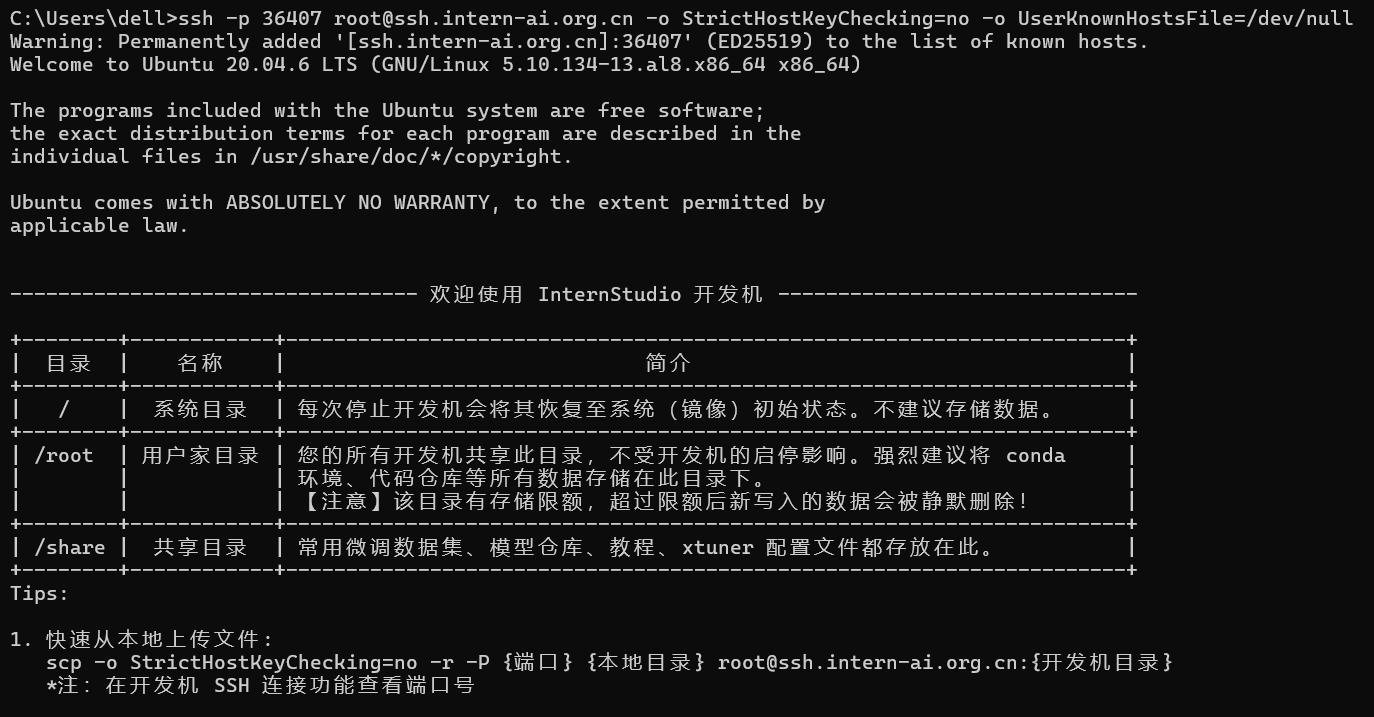 C:\Users\dell>ssh -p 36407 root@ssh.intern-ai.org.cn -o StrictHostKeyChecking=no -o UserKnownHostsFile=/dev/null
Warning: Permanently added '[ssh.intern-ai.org.cn]:36407' (ED25519) to the list of known hosts.
Welcome to Ubuntu 20.04.6 LTS (GNU/Linux 5.10.134-13.al8.x86_64 x86_64)
The programs included with the Ubuntu system are free software;
the exact distribution terms for each program are described in the
individual files in /usr/share/doc/*/copyright.
Ubuntu comes with ABSOLUTELY NO WARRANTY, to the extent permitted by
applicable law.
---------------------------------- 欢迎使用 InternStudio 开发机 ------------------------------
+--------+------------+----------------------------------------------------------------------+
| 目录 | 名称 | 简介 |
+--------+------------+----------------------------------------------------------------------+
| / | 系统目录 | 每次停止开发机会将其恢复至系统（镜像）初始状态。不建议存储数据。 |
+--------+------------+----------------------------------------------------------------------+
| /root | 用户家目录 | 您的所有开发机共享此目录，不受开发机的启停影响。强烈建议将 conda |
| | | 环境、代码仓库等所有数据存储在此目录下。 |
| | | 【注意】该目录有存储限额，超过限额后新写入的数据会被静默删除！ |
+--------+------------+----------------------------------------------------------------------+
| /share | 共享目录 | 常用微调数据集、模型仓库、教程、xtuner 配置文件都存放在此。 |
+--------+------------+----------------------------------------------------------------------+
Tips:
1. 快速从本地上传文件：
scp -o StrictHostKeyChecking=no -r -P {端口} {本地目录} root@ssh.intern-ai.org.cn:{开发机目录}
*注：在开发机 SSH 连接功能查看端口号